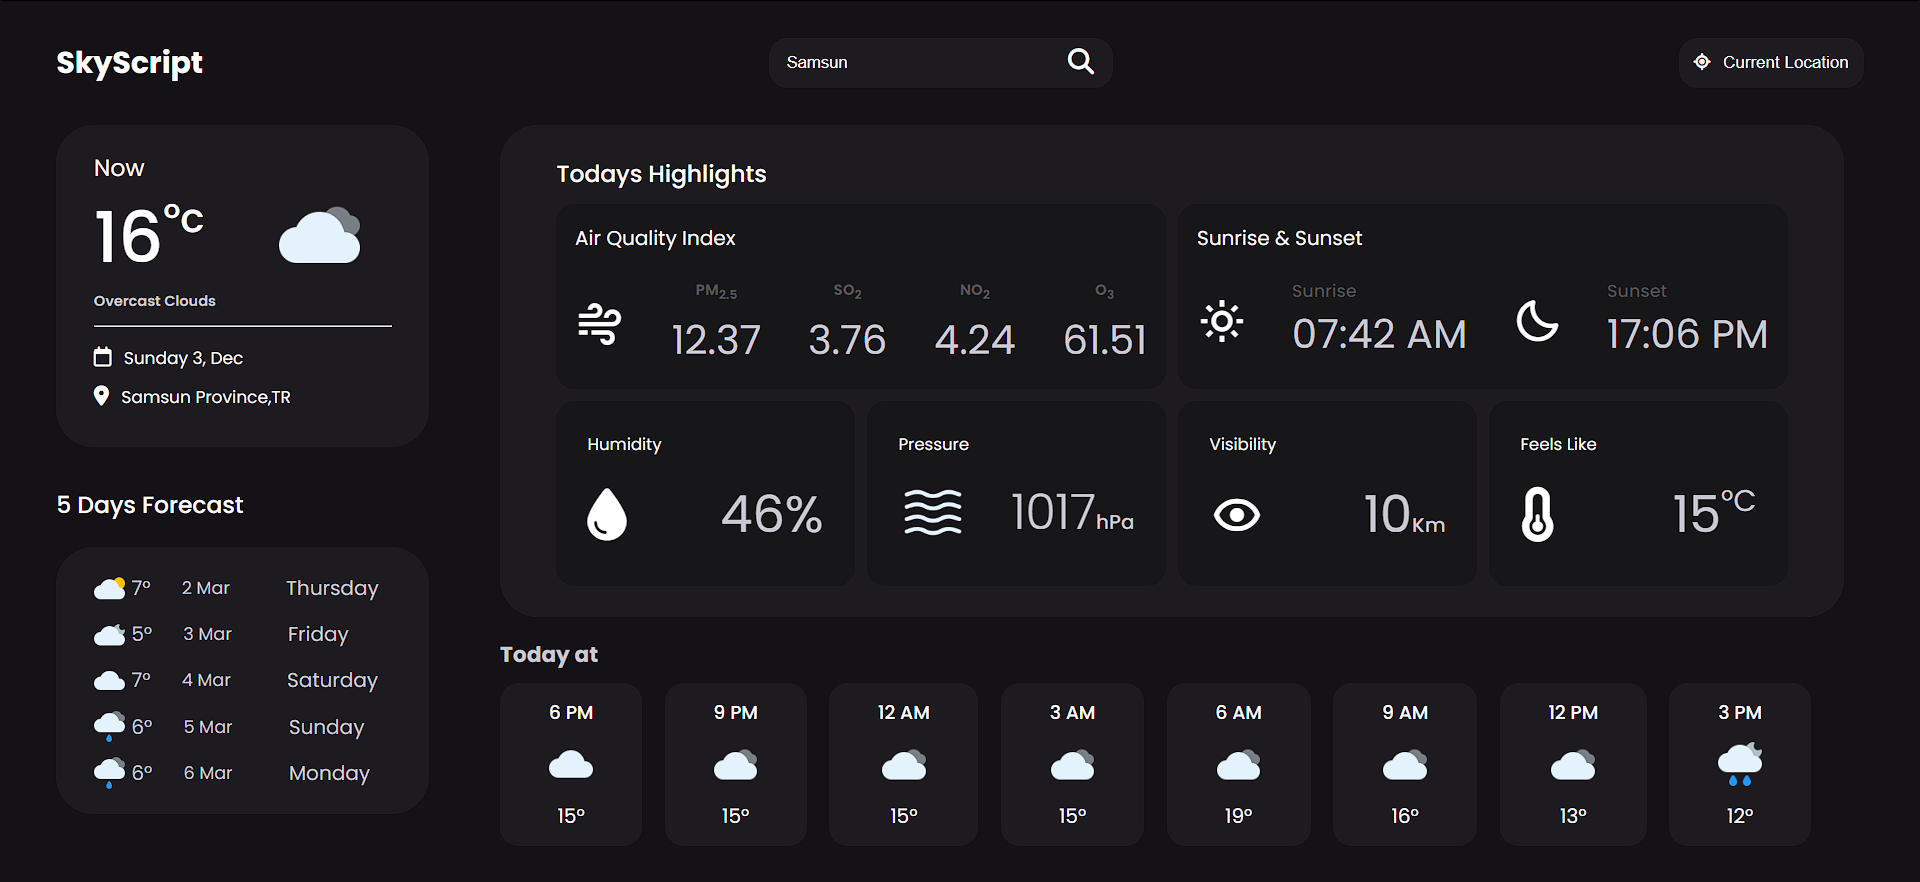 SkyScript
Samsun
Current Location
Now
16°C
Overcast Clouds
Sunday 3, Dec
Samsun Province,TR
5 Days Forecast
7° 2 Mar Thursday
5° 3 Mar Friday
7° 4 Mar Saturday
6° 5 Mar Sunday
6° 6 Mar Monday
Todays Highlights
Air Quality Index
PM2.5 SO2 NO2 O3
12.37 3.76 4.24 61.51
Sunrise & Sunset
Sunrise Sunset
07:42 AM 17:06 PM
Humidity
46%
Pressure
1017hPa
Visibility
10Km
Feels Like
15°C
Today at
6 PM 9 PM 12 AM 3 AM 6 AM 9 AM 12 PM 3 PM
15° 15° 15° 15° 19° 16° 13° 12°